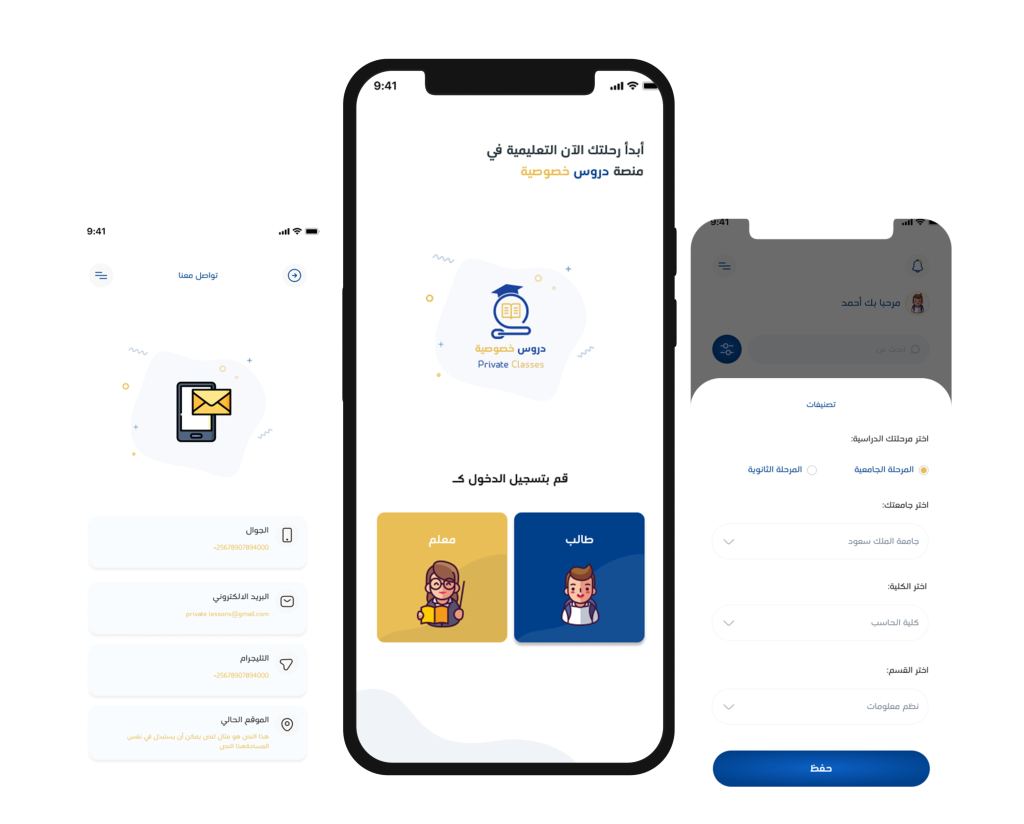 9:41
تواصل معنا
الجوال
+25678907894000
البريد الالكتروني
private lessons@gmail.com
التليجرام
+25678907894000
الموقع الحالي
هذا النص هو مثال لنص يمكن أن يستبدل في نفس
المساحةهذا النص
9:41
أبدأ رحلتك الآن التعليمية في
منصة دروس خصوصية
دروس خصوصية
Private Classes
قم بتسجيل الدخول كـ
طالب
معلم
9:41
مرحبا بك أحمد
ابحث عن
تصنيفات
اختر مرحلتك الدراسية:
المرحلة الجامعية
المرحلة الثانوية
اختر جامعتك:
جامعة الملك سعود
اختر الكلية:
كلية الحاسب
اختر القسم:
نظم معلومات
حفظ